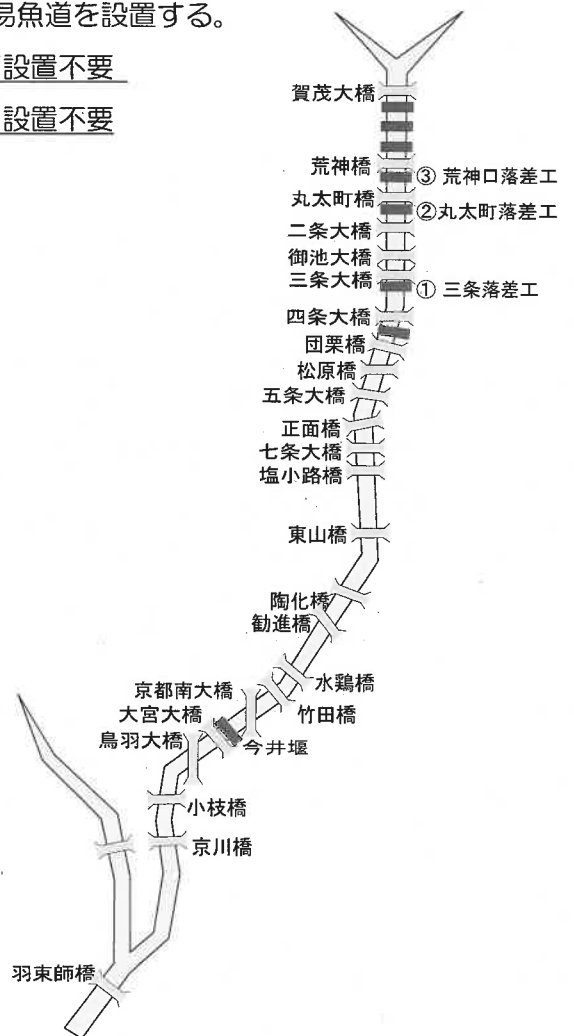 易魚道を設置する。
設置不要
設置不要
賀茂大橋
荒神橋
③ 荒神口落差工
丸太町橋
②丸太町落差工
二条大橋
御池大橋
三条大橋
① 三条落差工
四条大橋
団栗橋
松原橋
五条大橋
正面橋
七条大橋
塩小路橋
東山橋
陶化橋
勧進橋
水鶏橋
京都南大橋
竹田橋
大宮大橋
鳥羽大橋
今井堰
小枝橋
京川橋
羽束師橋